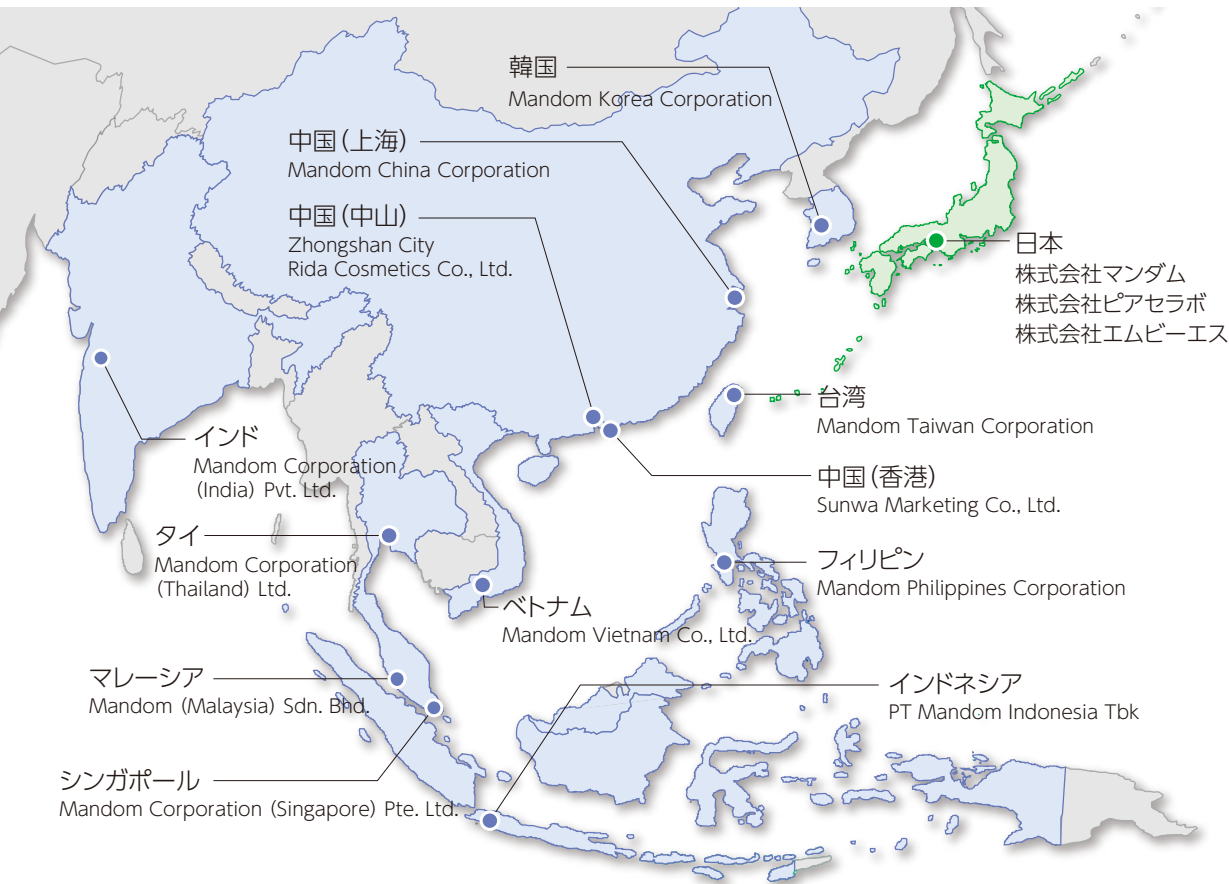 韓国
Mandom Korea Corporation
中国(上海)
Mandom China Corporation
中国(中山)
Zhongshan City
Rida Cosmetics Co., Ltd.
日本
株式会社マンダム
株式会社ピアセラボ
株式会社エムビーエス
台湾
Mandom Taiwan Corporation
インド
Mandom Corporation
(India) Pvt. Ltd.
中国(香港)
Sunwa Marketing Co., Ltd.
タイ
Mandom Corporation
(Thailand) Ltd.
フィリピン
Mandom Philippines Corporation
ベトナム
Mandom Vietnam Co., Ltd.
マレーシア
Mandom (Malaysia) Sdn. Bhd.
インドネシア
PT Mandom Indonesia Tbk
シンガポール
Mandom Corporation (Singapore) Pte. Ltd.